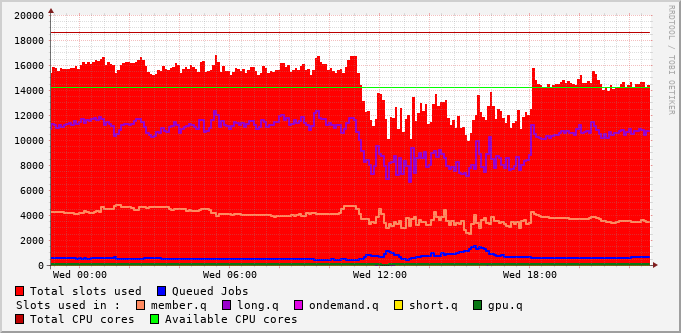 20000
18000
16000
14000
12000
10000
8000
6000
4000
2000
0
Wed 00:00 Wed 06:00 Wed 12:00 Wed 18:00
RRDTOOL / TOBI OETIKER
Total slots used Queued Jobs
Slots used in : member.q long.q ondemand.q short.q gpu.q
Total CPU cores Available CPU cores